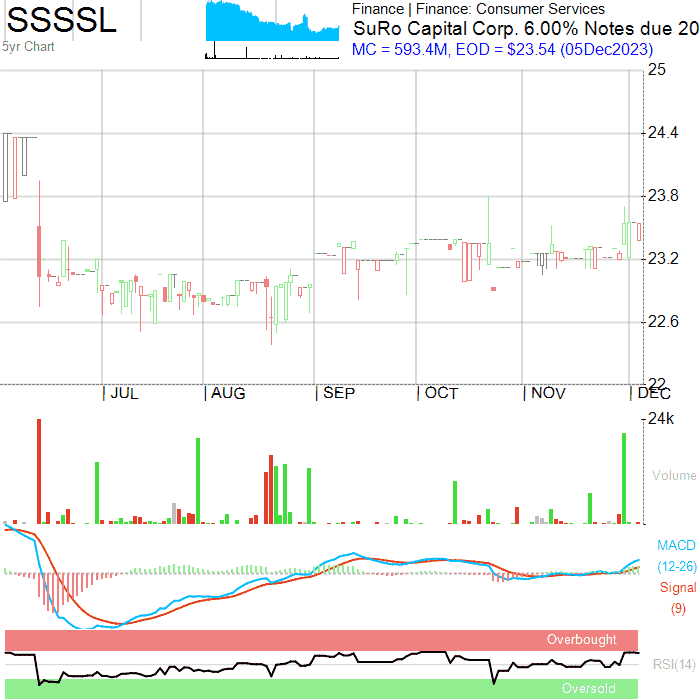 SSSSL
5yr Chart
Finance | Finance: Consumer Services
SuRo Capital Corp. 6.00% Notes due 20
MC = 593.4M, EOD = $23.54 (05Dec2023)
25
24.4
23.8
23.2
22.6
22
JUL
AUG
SEP
OCT
NOV
DEC
24k
Volume
MACD
(12-26)
Signal
(9)
Overbought
RSI(14)
Oversold